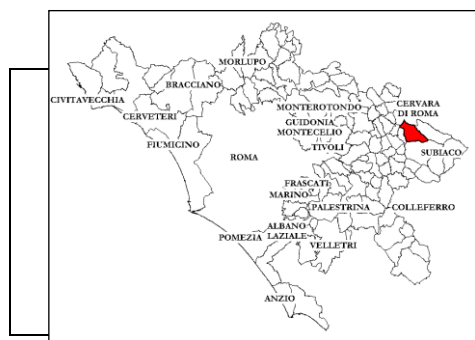 MORLUPO
BRACCIANO
CIVITAVECCHIA
CERVETERI
MONTEROTONDO
CERVARA
DI ROMA
GUIDONIA
MONTECELIO
FIUMICINO
TIVOLI
SUBIACO
ROMA
FRASCATI
MARINO
PALESTRINA
COLLEFERRO
ALBANO
LAZIALE
POMEZIA
VELLETRI
ANZIO